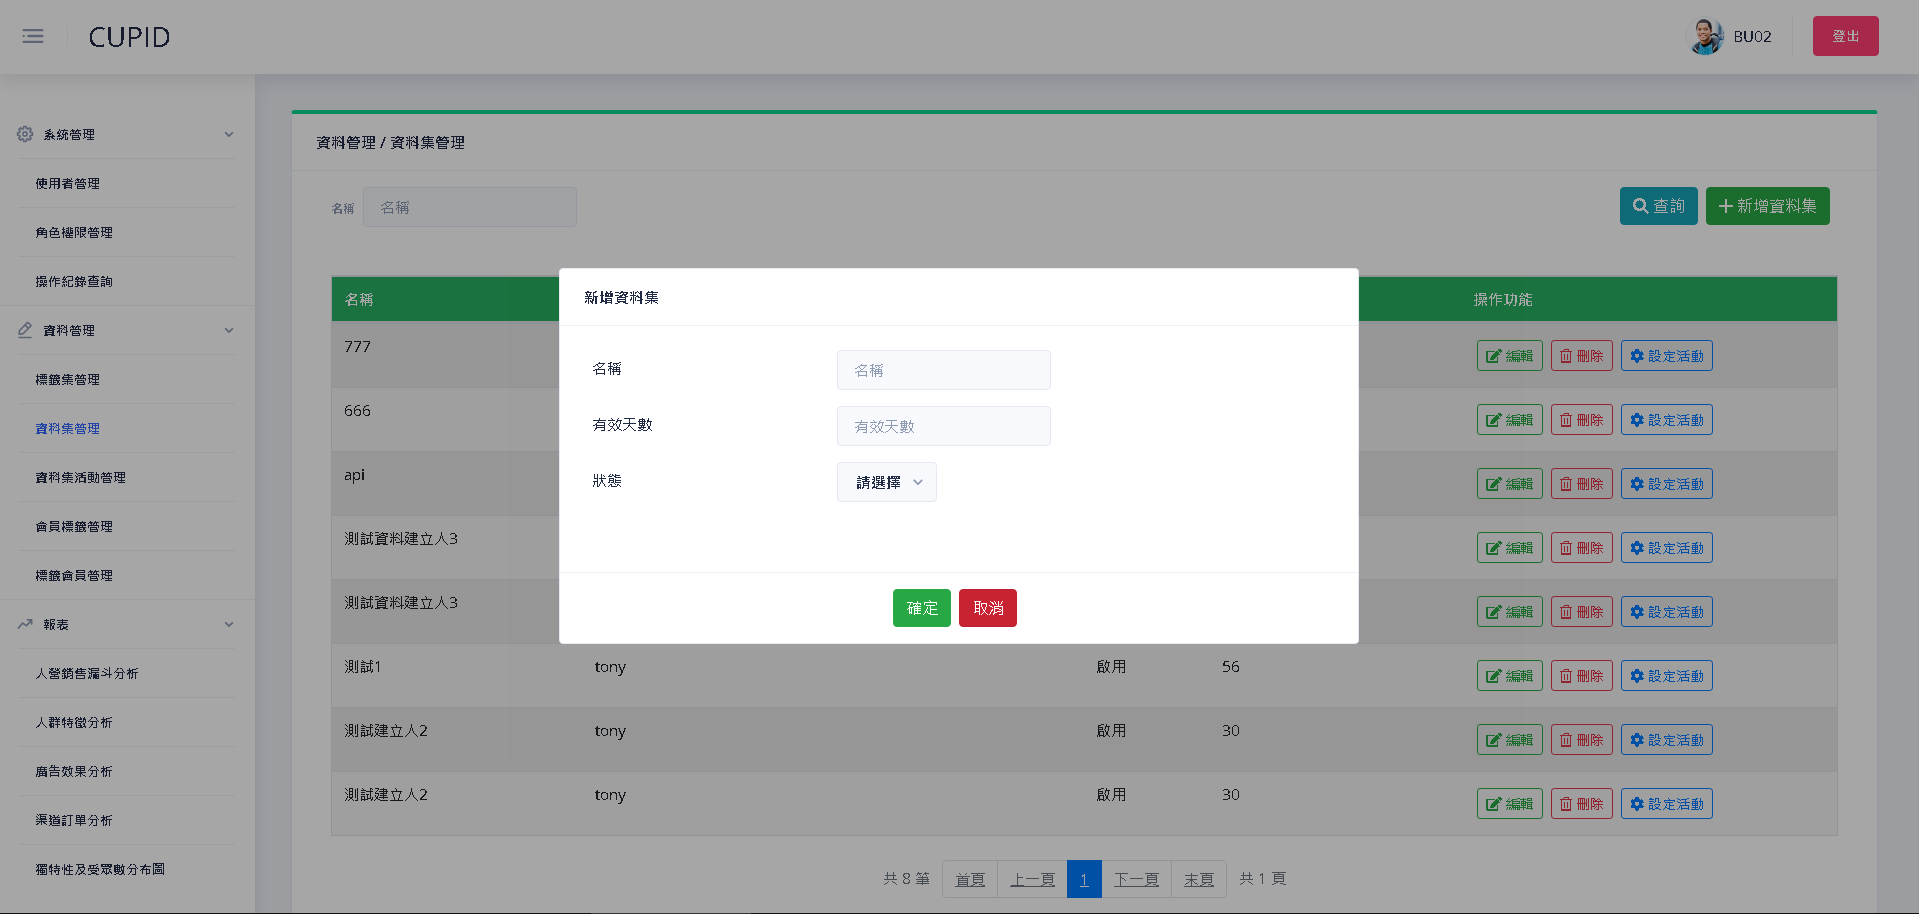 CUPID
BU02
登出
系統管理
使用者管理
角色權限管理
操作紀錄查詢
資料管理
標籤集管理
資料集管理
資料集活動管理
會員標籤管理
標籤會員管理
報表
人營銷售漏斗分析
人群特徵分析
廣告效果分析
渠道訂單分析
獨特性及受眾數分布圖
資料管理 / 資料集管理
名稱 名稱
查詢 新增資料集
名稱 操作功能
777 編輯 刪除 設定活動
666 編輯 刪除 設定活動
api 編輯 刪除 設定活動
測試資料建立人3 編輯 刪除 設定活動
測試資料建立人3 編輯 刪除 設定活動
測試1 tony 啟用 56 編輯 刪除 設定活動
測試建立人2 tony 啟用 30 編輯 刪除 設定活動
測試建立人2 tony 啟用 30 編輯 刪除 設定活動
共 8 筆 首頁 上一頁 1 下一頁 末頁 共 1 頁
新增資料集
名稱 名稱
有效天數 有效天數
狀態 請選擇
確定 取消